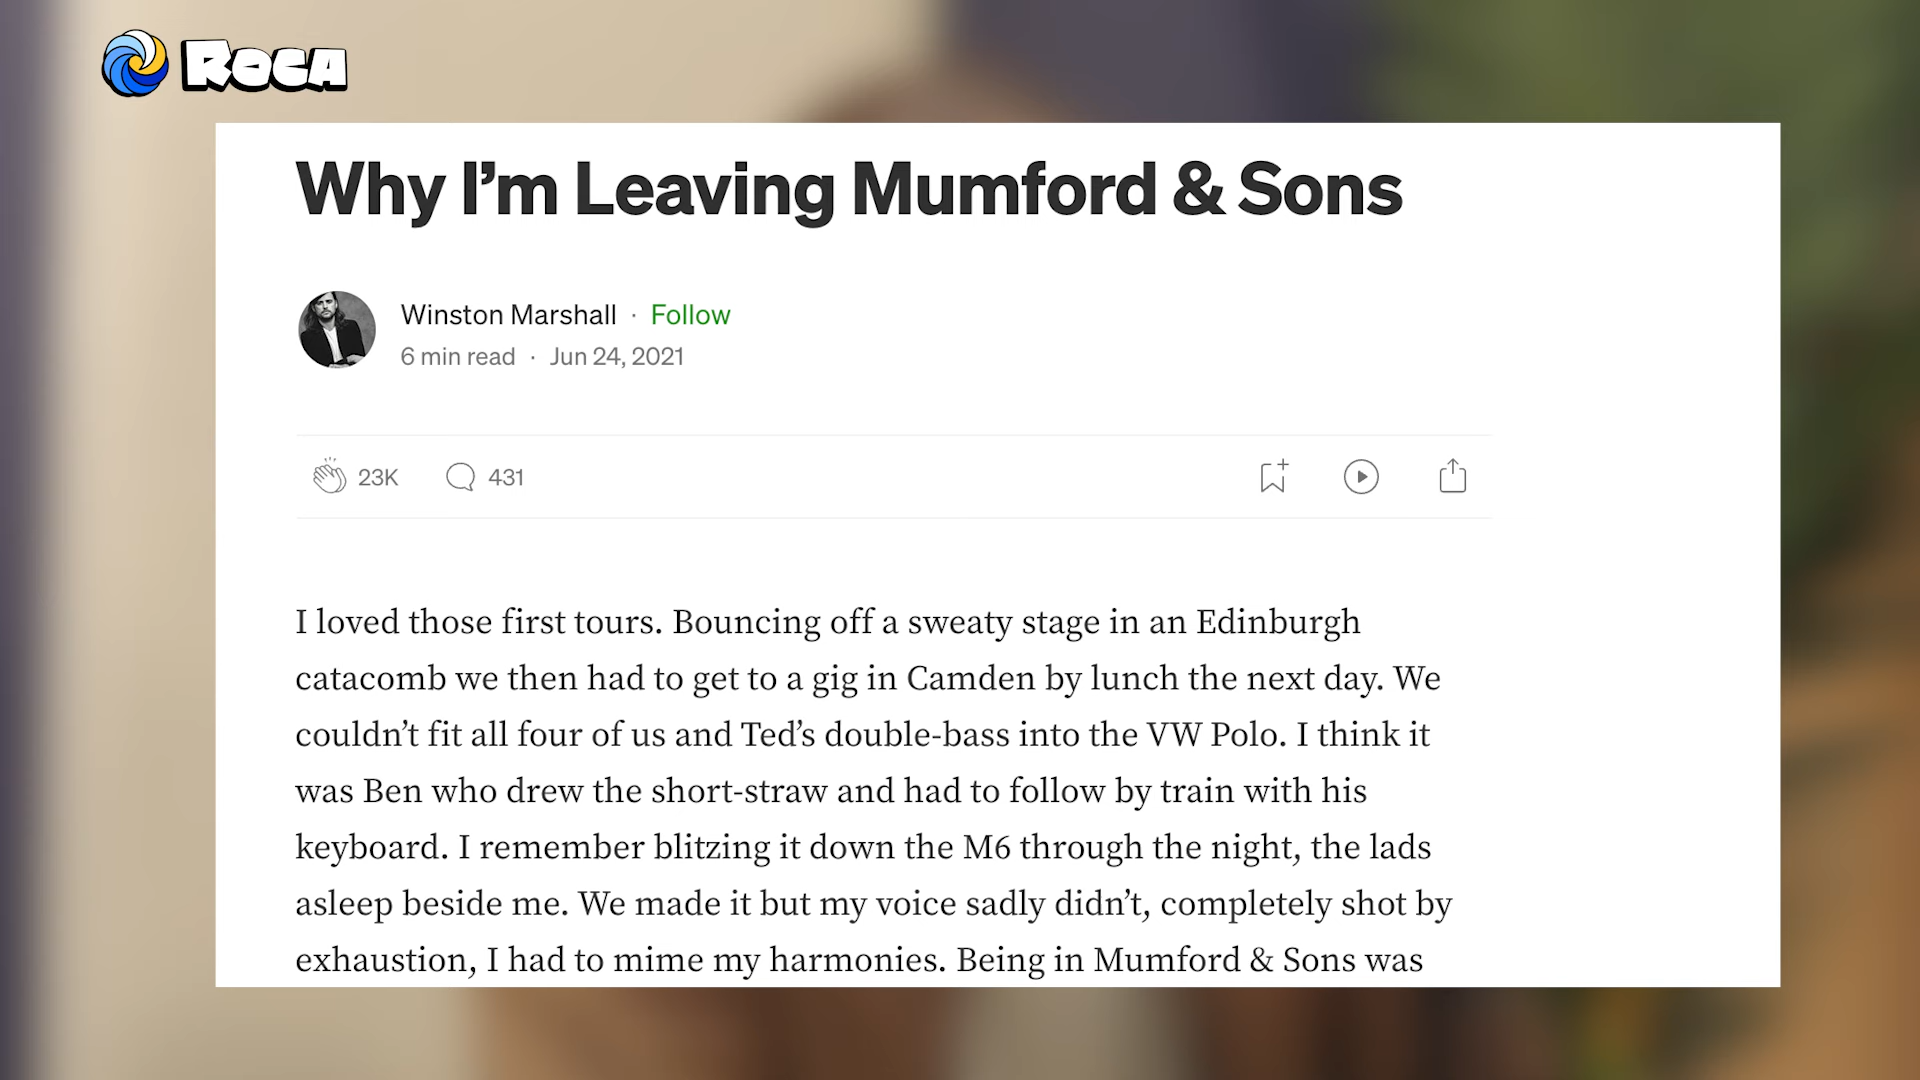 ROCA
Why I’m Leaving Mumford & Sons
Winston Marshall · Follow
6 min read · Jun 24, 2021
23K 431
I loved those first tours. Bouncing off a sweaty stage in an Edinburgh
catacomb we then had to get to a gig in Camden by lunch the next day. We
couldn’t fit all four of us and Ted’s double-bass into the VW Polo. I think it
was Ben who drew the short-straw and had to follow by train with his
keyboard. I remember blitzing it down the M6 through the night, the lads
asleep beside me. We made it but my voice sadly didn’t, completely shot by
exhaustion, I had to mime my harmonies. Being in Mumford & Sons was